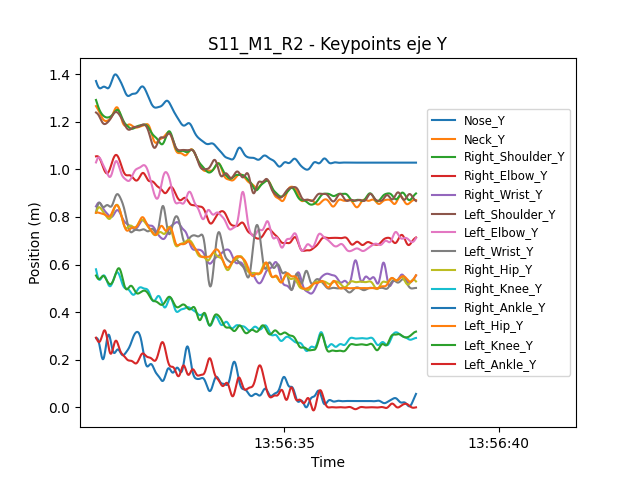 S11_M1_R2 - Keypoints eje Y
Position (m)
1.4
1.2
1.0
0.8
0.6
0.4
0.2
0.0
Nose_Y
Neck_Y
Right_Shoulder_Y
Right_Elbow_Y
Right_Wrist_Y
Left_Shoulder_Y
Left_Elbow_Y
Left_Wrist_Y
Right_Hip_Y
Right_Knee_Y
Right_Ankle_Y
Left_Hip_Y
Left_Knee_Y
Left_Ankle_Y
13:56:35
13:56:40
Time